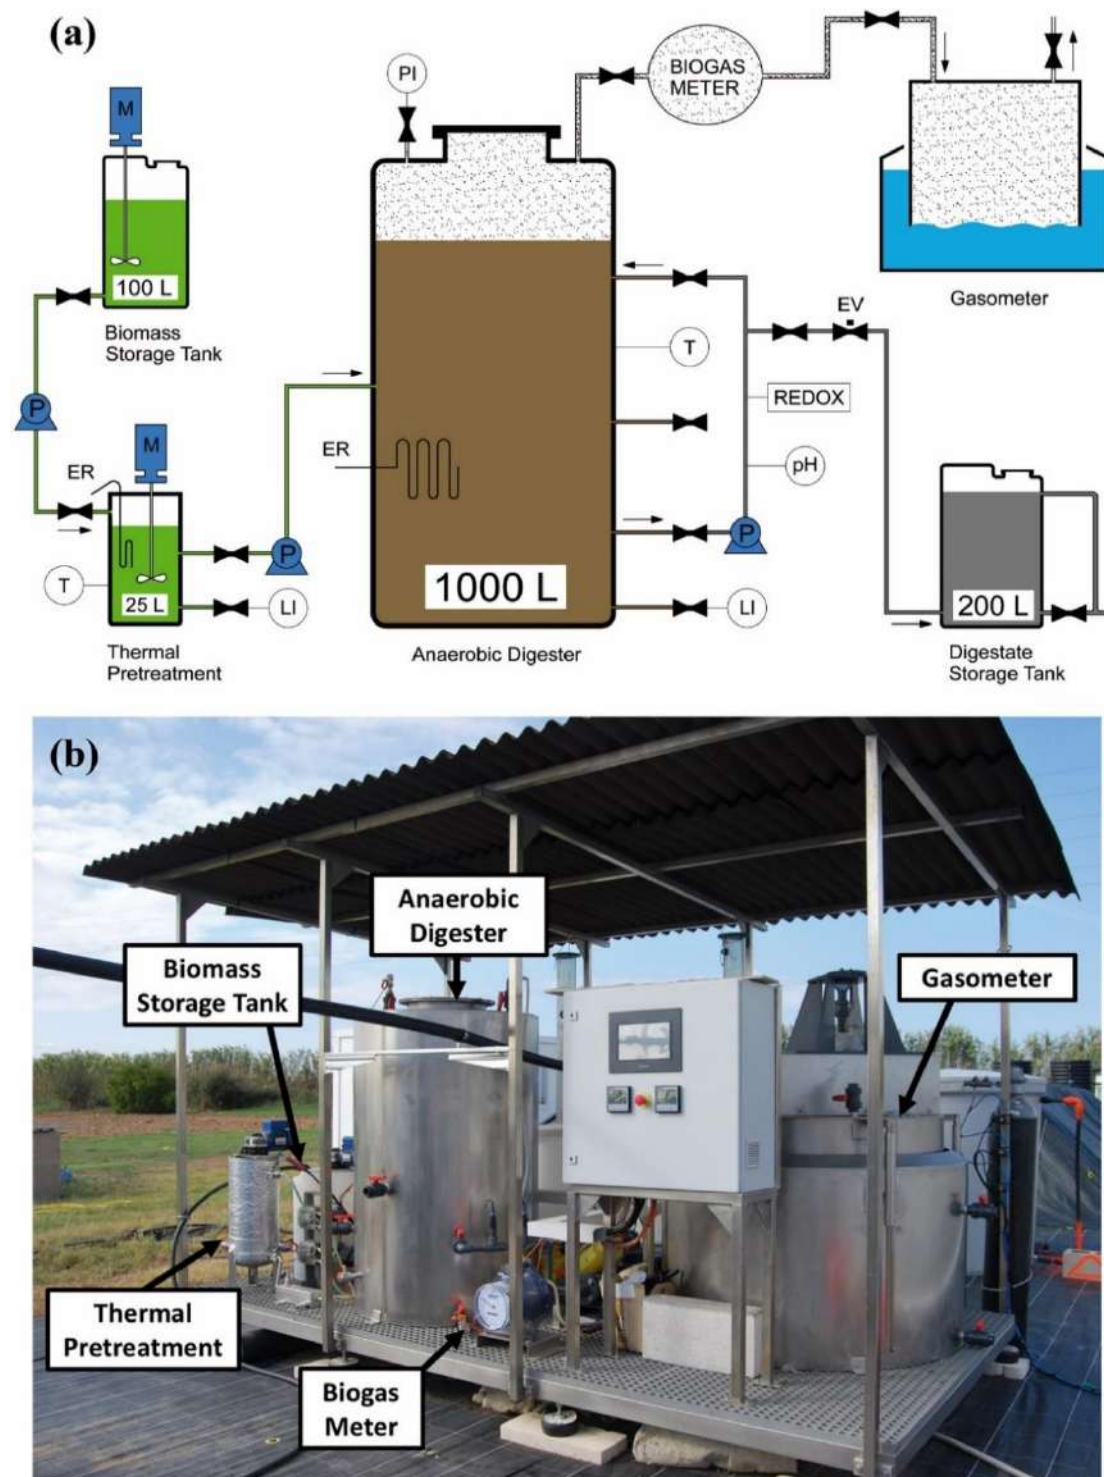 (a)
PI
BIOGAS
METER
M
100 L
Biomass
Storage Tank
Gasometer
EV
T
P
REDOX
ER
M
ER
pH
P
P
T
25 L
LI
1000 L
LI
200 L
Thermal
Pretreatment
Anaerobic Digester
Digestate
Storage Tank
(b)
Anaerobic
Digester
Biomass
Storage Tank
Gasometer
Thermal
Pretreatment
Biogas
Meter